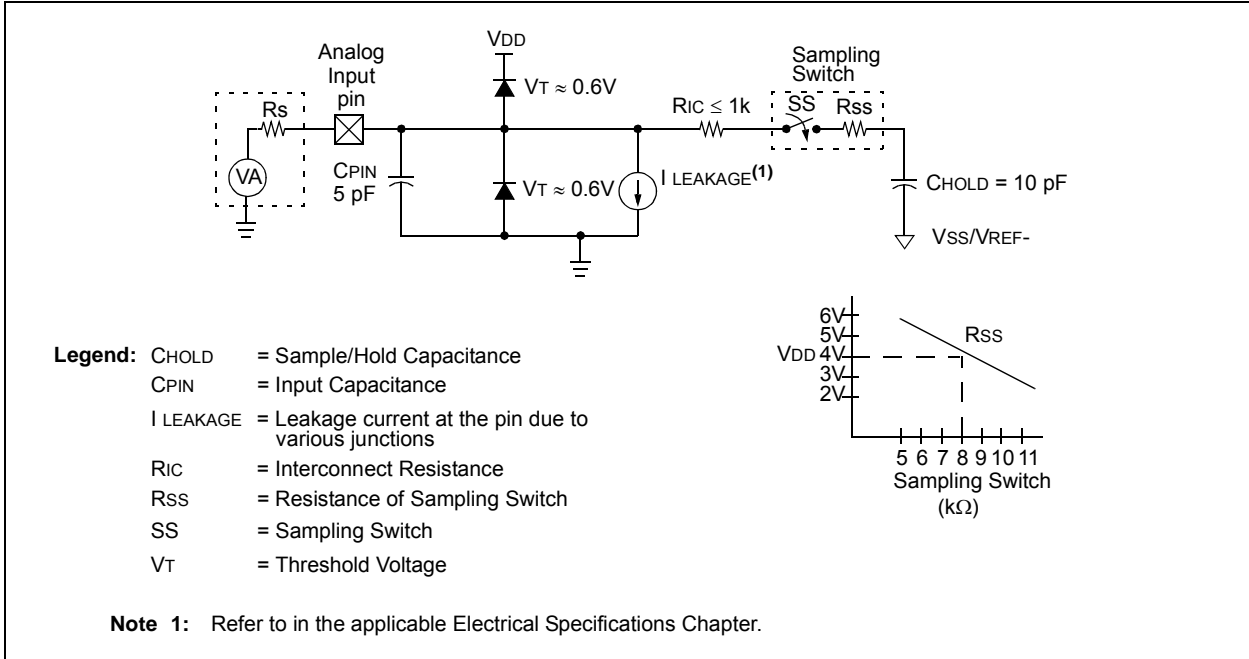 VDD
Analog
Input
pin
Sampling
Switch
VT ≈ 0.6V
Rs
RIC ≤ 1k
SS
Rss
VA
CPIN
5 pF
VT ≈ 0.6V
I LEAKAGE(1)
CHOLD = 10 pF
VSS/VREF-
6V
5V
VDD 4V
3V
2V
RSS
5 6 7 8 9 10 11
Sampling Switch
(kΩ)
Legend: CHOLD = Sample/Hold Capacitance
CPIN = Input Capacitance
I LEAKAGE = Leakage current at the pin due to
various junctions
RIC = Interconnect Resistance
RSS = Resistance of Sampling Switch
SS = Sampling Switch
VT = Threshold Voltage
Note 1: Refer to in the applicable Electrical Specifications Chapter.